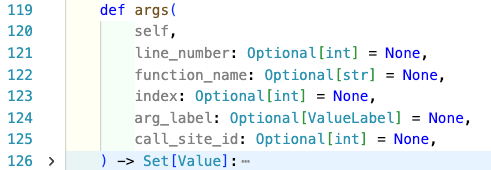 119     def args(
120         self,
121         line_number: Optional[int] = None,
122         function_name: Optional[str] = None,
123         index: Optional[int] = None,
124         arg_label: Optional[ValueLabel] = None,
125         call_site_id: Optional[int] = None,
126 >   ) -> Set[Value]:⋯